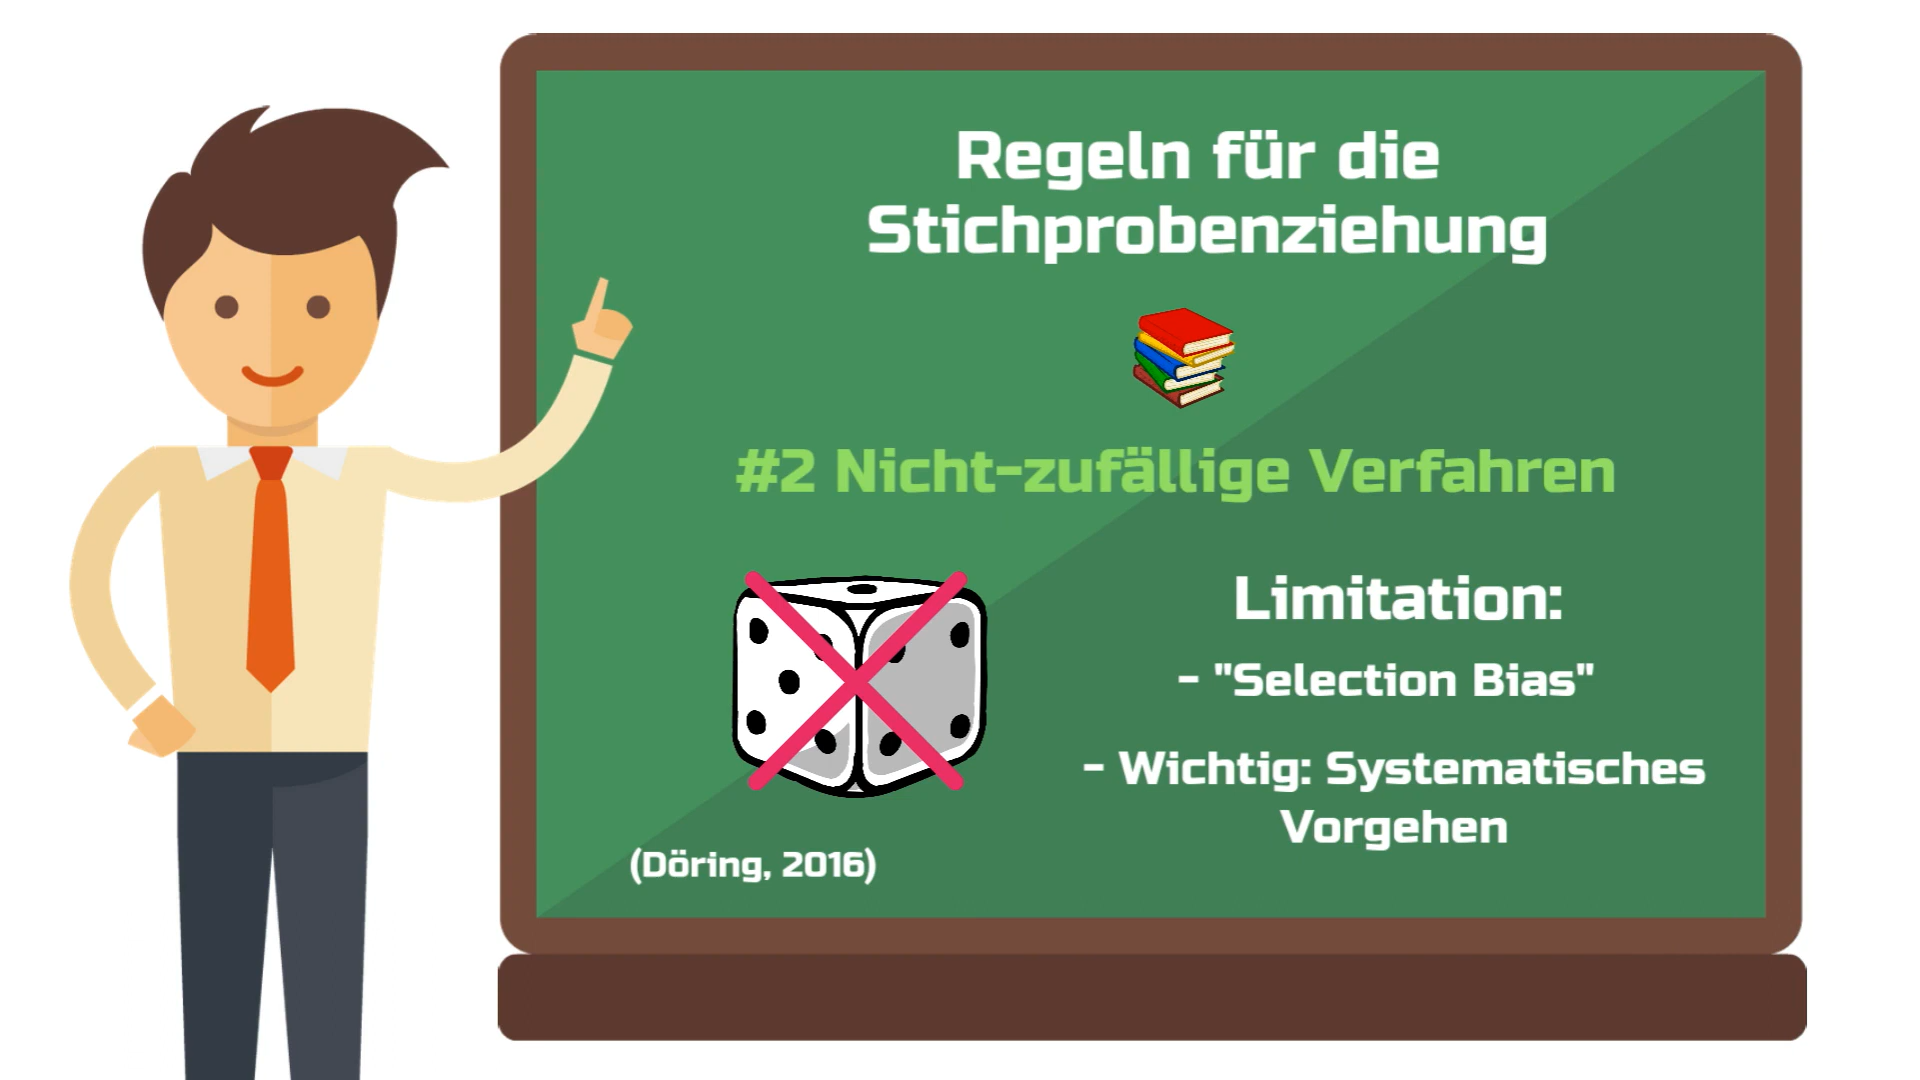 Regeln für die
Stichprobenziehung
#2 Nicht-zufällige Verfahren
Limitation:
- "Selection Bias"
- Wichtig: Systematisches
Vorgehen
(Döring, 2016)